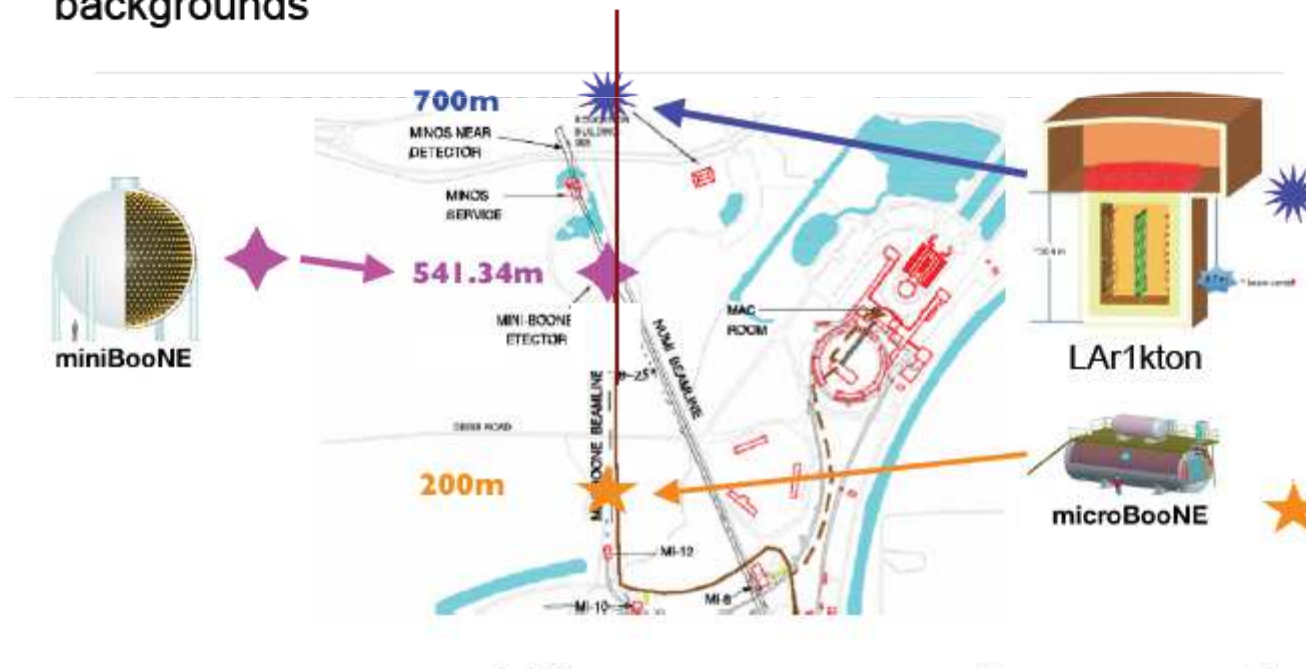 backgrounds
700m
MINOS NEAR
DETECTOR
MINOS
SERVICE
541.34m
MINI-BOONE
ETECTOR
miniBooNE
NUMI BEAMLINE
BOONE BEAMLINE
MAC
ROOM
LAr1kton
200m
microBooNE
MI-12
MI-10
MI-8